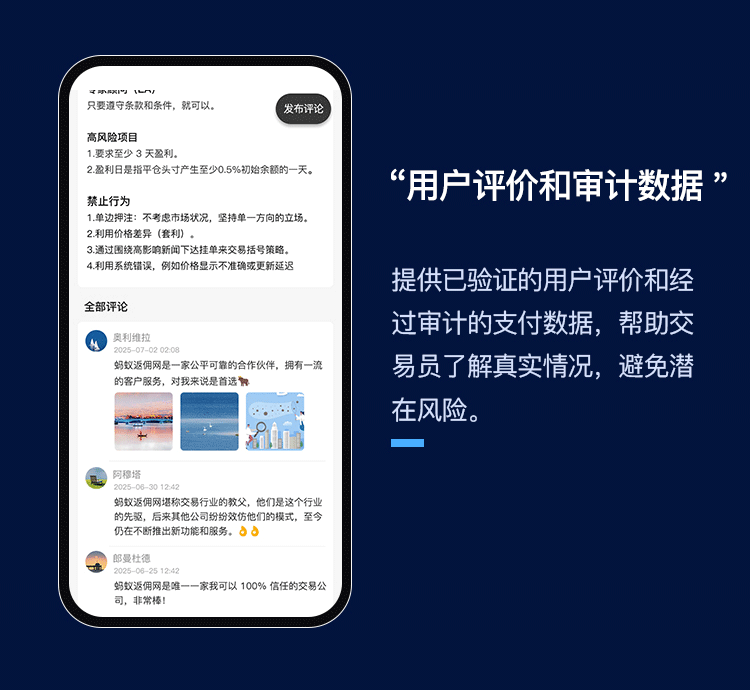 专家顾问（EA）
只要遵守条款和条件，就可以。
发布评论
高风险项目
1.要求至少 3 天盈利。
2.盈利日是指平仓头寸产生至少0.5%初始余额的一天。
禁止行为
1.单边押注：不考虑市场状况，坚持单一方向的立场。
2.利用价格差异（套利）。
3.通过围绕高影响新闻下达挂单来交易括号策略。
4.利用系统错误，例如价格显示不准确或更新延迟
全部评论
奥利维拉
2025-07-02 02:08
蚂蚁返佣网是一家公平可靠的合作伙伴，拥有一流
的客户服务，对我来说是首选🐂
阿穆塔
2025-06-30 12:42
蚂蚁返佣网堪称交易行业的教父，他们是这个行业
的先驱，后来其他公司纷纷效仿他们的模式，至今
仍在不断推出新功能和服务。👌👌
郎曼杜德
2025-06-25 12:42
蚂蚁返佣网是唯一一家我可以 100% 信任的交易公
司，非常棒！
“用户评价和审计数据 ”
提供已验证的用户评价和经
过审计的支付数据，帮助交
易员了解真实情况，避免潜
在风险。